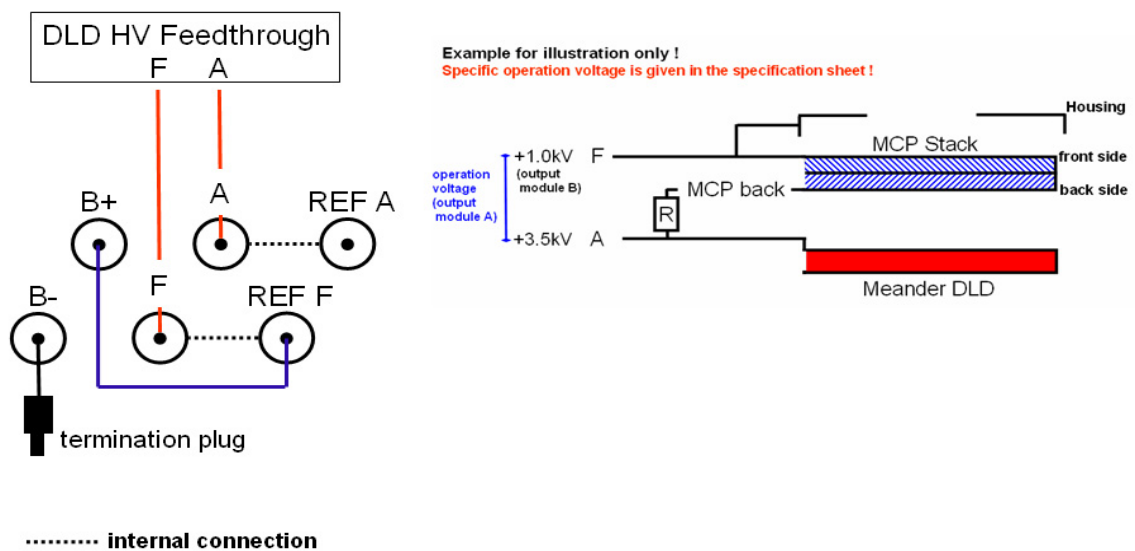 DLD HV Feedthrough
F A
A
B+
REF A
F
B-
REF F
termination plug
internal connection
Example for illustration only !
Specific operation voltage is given in the specification sheet !
Housing
MCP Stack
+1.0kV F
front side
(output
module B)
operation
voltage
(output
module A)
MCP back
back side
R
+3.5kV A
Meander DLD